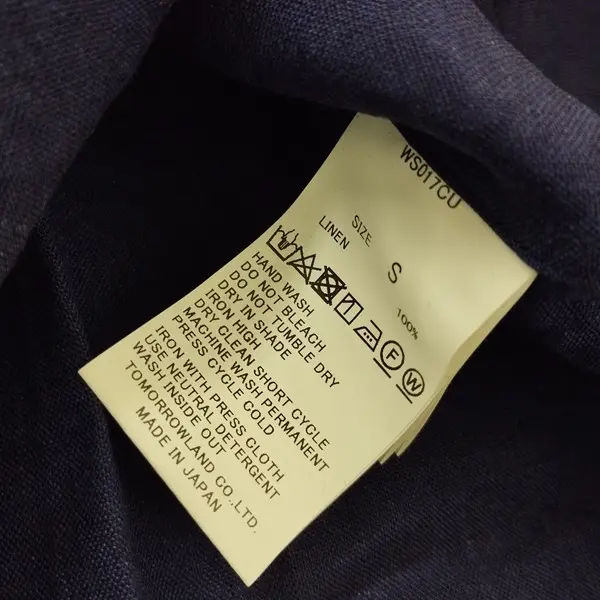 WS017CU
SIZE S
LINEN 100%
F W
HAND WASH
DO NOT BLEACH
DO NOT TUMBLE DRY
DRY IN SHADE
IRON HIGH
DRY CLEAN SHORT CYCLE
MACHINE WASH PERMANENT
PRESS CYCLE COLD
IRON WITH PRESS CLOTH
USE NEUTRAL DETERGENT
WASH INSIDE OUT
TOMORROWLAND CO.,LTD.
MADE IN JAPAN